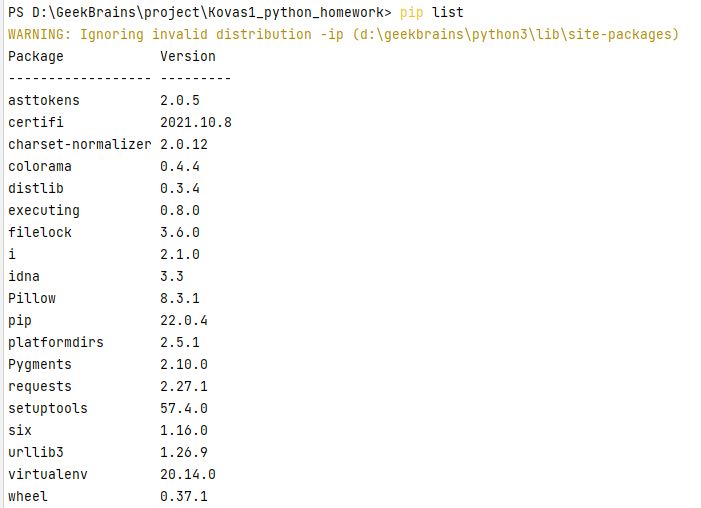 PS D:\GeekBrains\project\Kovas1_python_homework> pip list
WARNING: Ignoring invalid distribution -ip (d:\geekbrains\python3\lib\site-packages)
Package            Version
------------------ ---------
asttokens          2.0.5
certifi            2021.10.8
charset-normalizer 2.0.12
colorama           0.4.4
distlib            0.3.4
executing          0.8.0
filelock           3.6.0
i                  2.1.0
idna               3.3
Pillow             8.3.1
pip                22.0.4
platformdirs       2.5.1
Pygments           2.10.0
requests           2.27.1
setuptools         57.4.0
six                1.16.0
urllib3            1.26.9
virtualenv         20.14.0
wheel              0.37.1